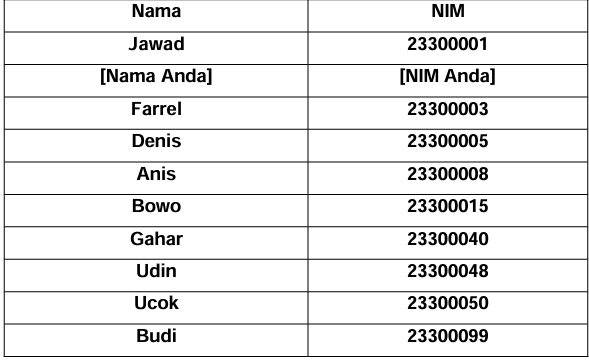 Nama NIM
Jawad 23300001
[Nama Anda] [NIM Anda]
Farrel 23300003
Denis 23300005
Anis 23300008
Bowo 23300015
Gahar 23300040
Udin 23300048
Ucok 23300050
Budi 23300099